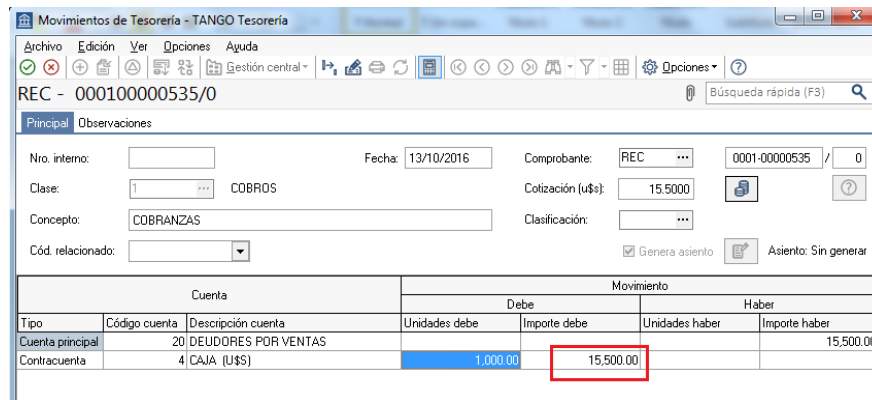 Movimientos de Tesorería - TANGO Tesorería
Archivo Edición Ver Opciones Ayuda
Gestión central Opciones
REC - 000100000535/0 Búsqueda rápida (F3)
Principal Observaciones
Nro. interno: Fecha: 13/10/2016 Comprobante: REC ... 0001-00000535 / 0
Clase: 1 ... COBROS Cotización (u$s): 15.5000
Concepto: COBRANZAS Clasificación: ...
Cód. relacionado: Genera asiento Asiento: Sin generar
Cuenta Movimiento
Debe Haber
Tipo Código cuenta Descripción cuenta Unidades debe Importe debe Unidades haber Importe haber
Cuenta principal 20 DEUDORES POR VENTAS 15,500.00
Contracuenta 4 CAJA (U$S) 1,000.00 15,500.00